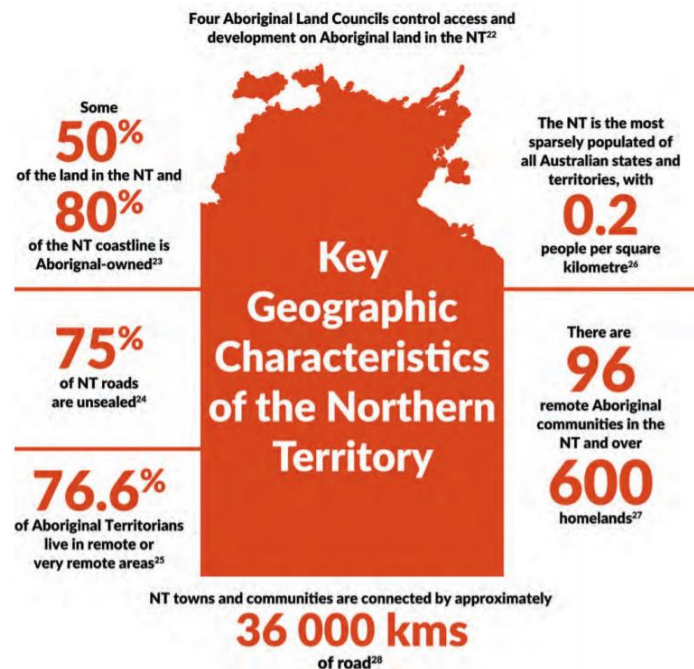 Four Aboriginal Land Councils control access and
development on Aboriginal land in the NT²²
Some
50%
of the land in the NT and
80%
of the NT coastline is
Aborignal-owned²³
75%
of NT roads
are unsealed²⁴
76.6%
of Aboriginal Territorians
live in remote or
very remote areas²⁵
Key
Geographic
Characteristics
of the Northern
Territory
The NT is the most
sparsely populated of
all Australian states and
territories, with
0.2
people per square
kilometre²⁶
There are
96
remote Aboriginal
communities in the
NT and over
600
homelands²⁷
NT towns and communities are connected by approximately
36 000 kms
of road²⁸